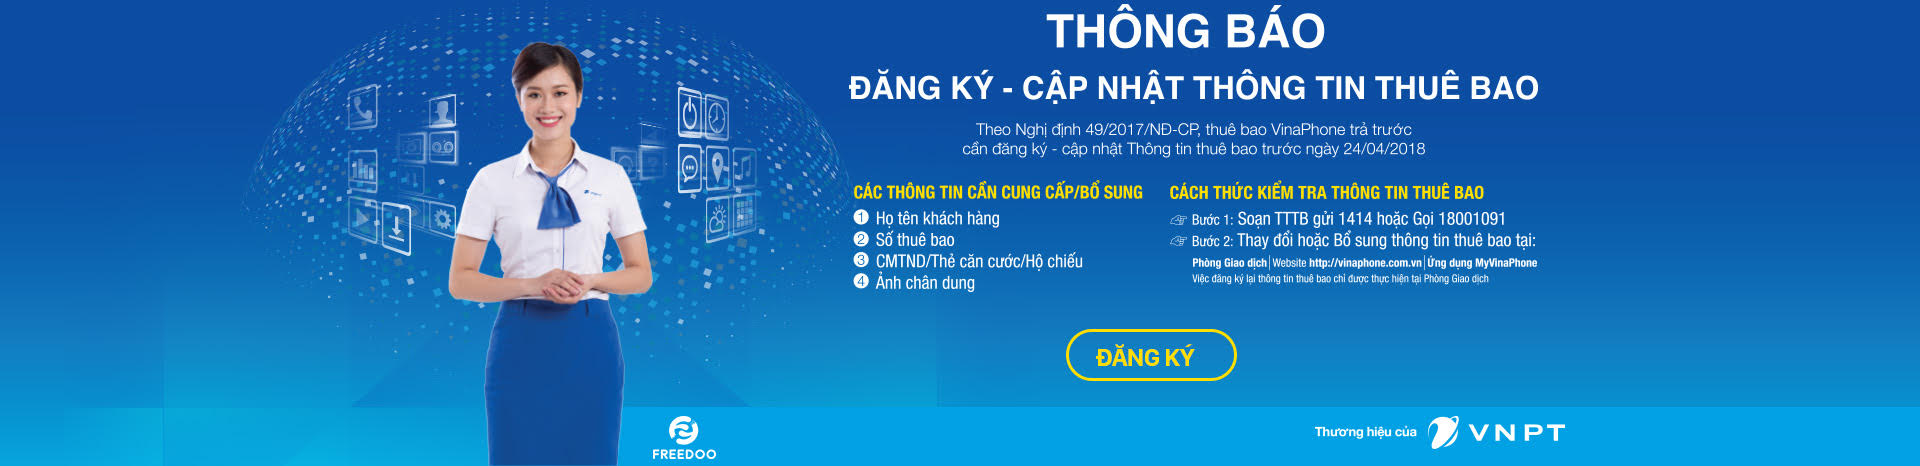 THÔNG BÁO
ĐĂNG KÝ - CẬP NHẬT THÔNG TIN THUÊ BAO
Theo Nghị định 49/2017/NĐ-CP, thuê bao VinaPhone trả trước
cần đăng ký - cập nhật Thông tin thuê bao trước ngày 24/04/2018
CÁC THÔNG TIN CẦN CUNG CẤP/BỔ SUNG
1 Họ tên khách hàng
2 Số thuê bao
3 CMTND/Thẻ căn cước/Hộ chiếu
4 Ảnh chân dung
CÁCH THỨC KIỂM TRA THÔNG TIN THUÊ BAO
Bước 1: Soạn TTTB gửi 1414 hoặc Gọi 18001091
Bước 2: Thay đổi hoặc Bổ sung thông tin thuê bao tại:
Phòng Giao dịch | Website http://vinaphone.com.vn | Ứng dụng MyVinaPhone
Việc đăng ký lại thông tin thuê bao chỉ được thực hiện tại Phòng Giao dịch
ĐĂNG KÝ
FREEDOO
Thương hiệu của VNPT